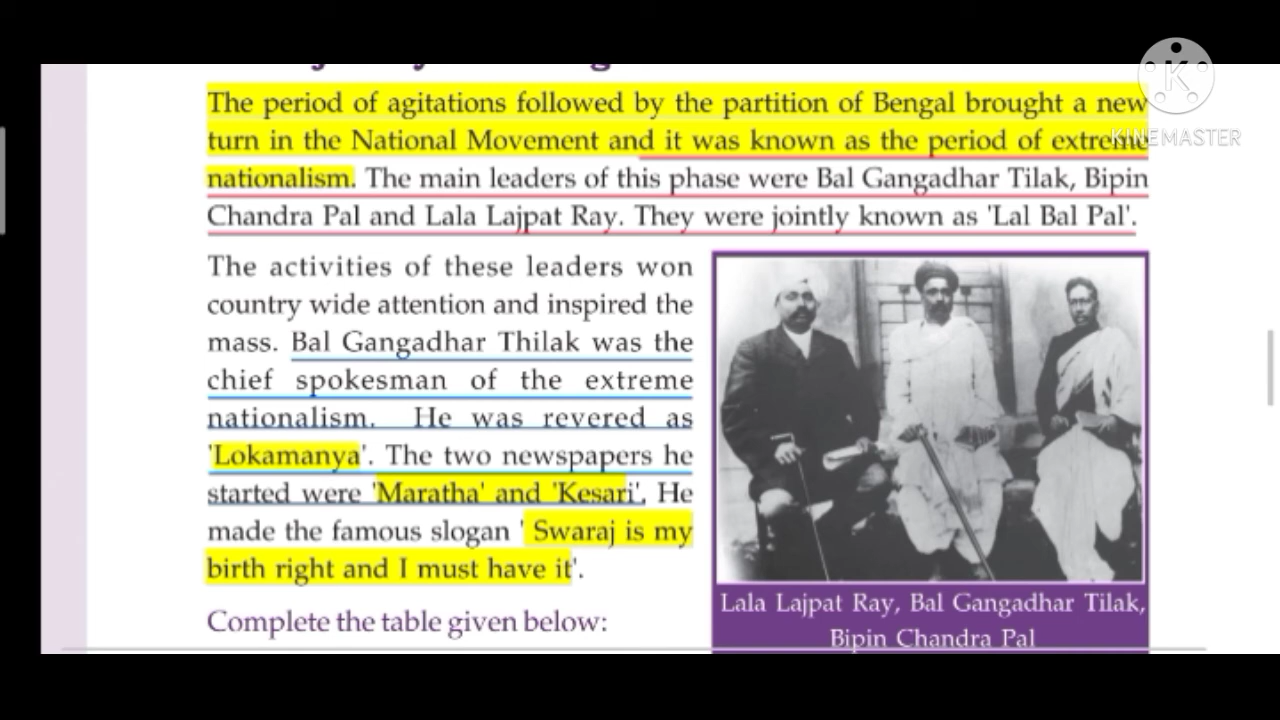 The period of agitations followed by the partition of Bengal brought a new
turn in the National Movement and it was known as the period of extreme
nationalism. The main leaders of this phase were Bal Gangadhar Tilak, Bipin
Chandra Pal and Lala Lajpat Ray. They were jointly known as 'Lal Bal Pal'.
The activities of these leaders won
country wide attention and inspired the
mass. Bal Gangadhar Thilak was the
chief spokesman of the extreme
nationalism. He was revered as
'Lokamanya'. The two newspapers he
started were 'Maratha' and 'Kesari'. He
made the famous slogan ' Swaraj is my
birth right and I must have it'.
Complete the table given below:
Lala Lajpat Ray, Bal Gangadhar Tilak,
Bipin Chandra Pal
K
KINEMASTER